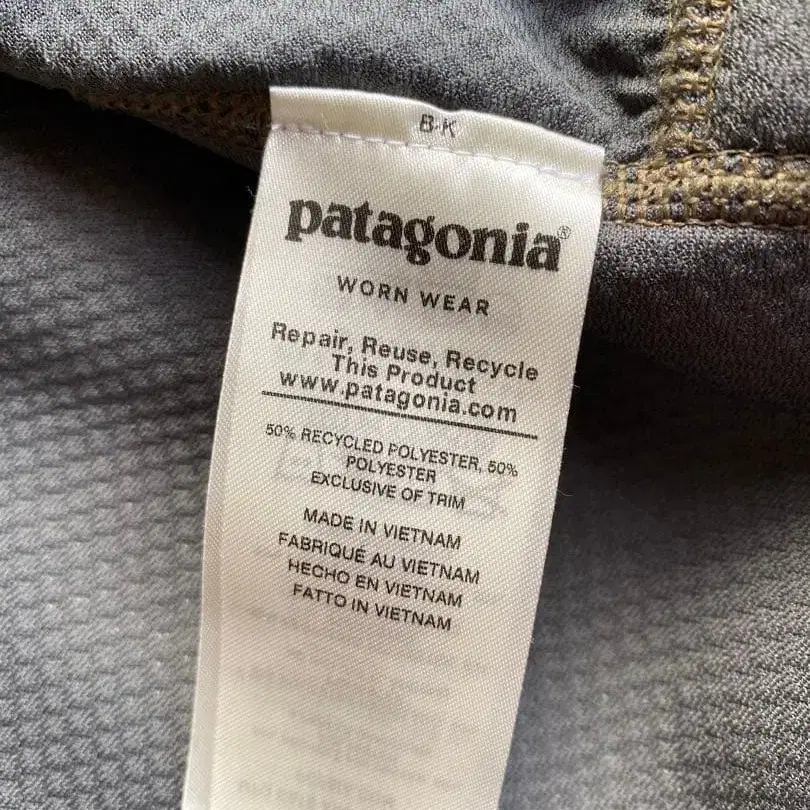 B·K
patagonia®
WORN WEAR
Repair, Reuse, Recycle
This Product
www.patagonia.com
50% RECYCLED POLYESTER, 50%
POLYESTER
EXCLUSIVE OF TRIM
MADE IN VIETNAM
FABRIQUÉ AU VIETNAM
HECHO EN VIETNAM
FATTO IN VIETNAM